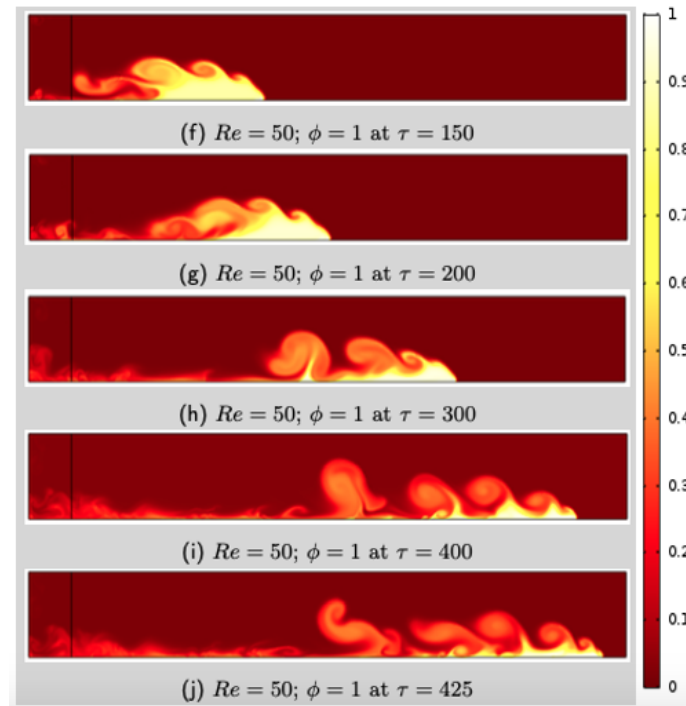 1
0.9
(f) Re = 50; ϕ = 1 at τ = 150
0.8
0.7
(g) Re = 50; ϕ = 1 at τ = 200
0.6
0.5
(h) Re = 50; ϕ = 1 at τ = 300
0.4
0.3
(i) Re = 50; ϕ = 1 at τ = 400
0.2
0.1
(j) Re = 50; ϕ = 1 at τ = 425
0